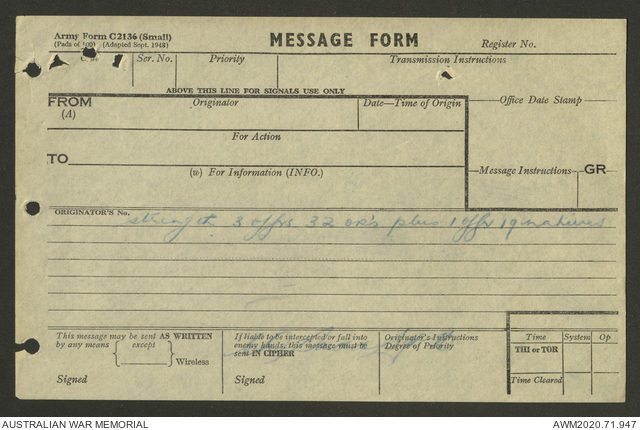 Army Form C2136 (Small)
(Pads of 100) (Adapted Sept. 1948)
MESSAGE FORM
Register No.
Ser. No.
Priority
Transmission Instructions
ABOVE THIS LINE FOR SIGNALS USE ONLY
FROM
(A)
Originator
Date—Time of Origin
Office Date Stamp
For Action
TO
(w) For Information (INFO.)
Message Instructions
GR
ORIGINATOR'S No.
strength 3 offrs 32 ORs plus 1 offr 19 natives
This message may be sent AS WRITTEN
by any means except
Wireless
Signed
If liable to be intercepted or fall into
enemy hands, this message must be
sent IN CIPHER
Signed
Originator's Instructions
Degree of Priority
Time
System
Op
THI or TOR
Time Cleared
AUSTRALIAN WAR MEMORIAL
AWM2020.71.947